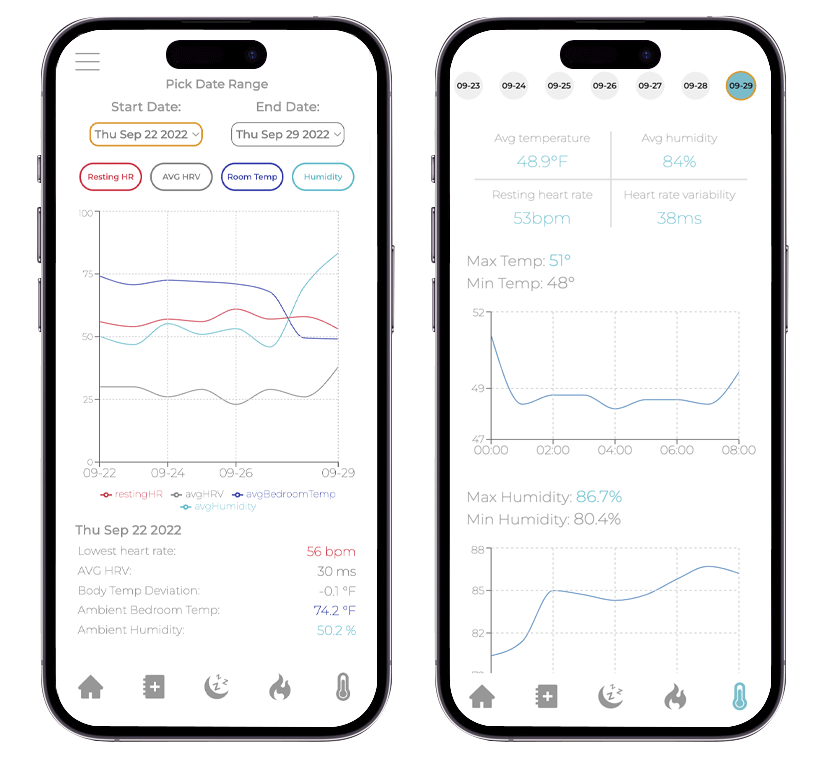 Pick Date Range
Start Date: End Date:
Thu Sep 22 2022 Thu Sep 29 2022
Resting HR AVG HRV Room Temp Humidity
100
75
50
25
0
09-22 09-24 09-26 09-29
restingHR avgHRV avgBedroomTemp
avgHumidity
Thu Sep 22 2022
Lowest heart rate: 56 bpm
AVG HRV: 30 ms
Body Temp Deviation: -0.1 °F
Ambient Bedroom Temp: 74.2 °F
Ambient Humidity: 50.2 %
z z z
09-23 09-24 09-25 09-26 09-27 09-28 09-29
Avg temperature Avg humidity
48.9°F 84%
Resting heart rate Heart rate variability
53bpm 38ms
Max Temp: 51°
Min Temp: 48°
52
49
47
00:00 02:00 04:00 06:00 08:00
Max Humidity: 86.7%
Min Humidity: 80.4%
88
85
82
z z z